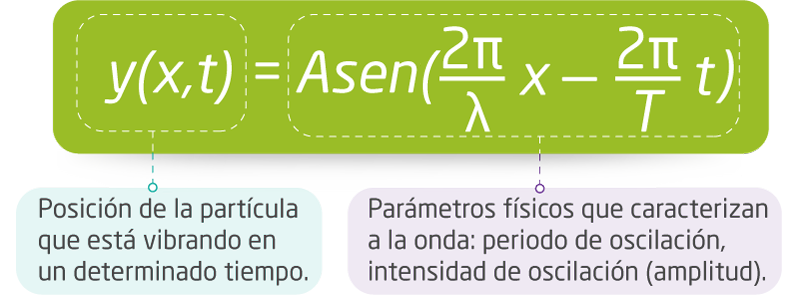 y(x,t) = Asen(2π/λ x – 2π/T t)
Posición de la partícula
que está vibrando en
un determinado tiempo.
Parámetros físicos que caracterizan
a la onda: periodo de oscilación,
intensidad de oscilación (amplitud).